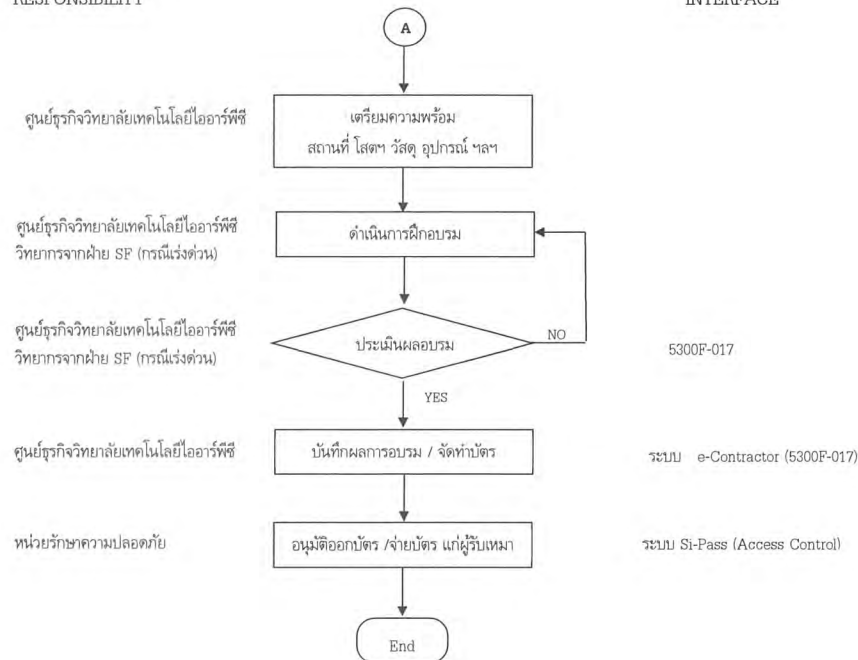 RESPONSIBILITY
INTERFACE
A
ศูนย์ธุรกิจวิทยาลัยเทคโนโลยีไออาร์พีซี
เตรียมความพร้อม
สถานที่ โสตฯ วัสดุ อุปกรณ์ ฯลฯ
ศูนย์ธุรกิจวิทยาลัยเทคโนโลยีไออาร์พีซี
วิทยากรจากฝ่าย SF (กรณีเร่งด่วน)
ดำเนินการฝึกอบรม
ศูนย์ธุรกิจวิทยาลัยเทคโนโลยีไออาร์พีซี
วิทยากรจากฝ่าย SF (กรณีเร่งด่วน)
ประเมินผลอบรม
NO
5300F-017
YES
ศูนย์ธุรกิจวิทยาลัยเทคโนโลยีไออาร์พีซี
บันทึกผลการอบรม / จัดทำบัตร
ระบบ e-Contractor (5300F-017)
หน่วยรักษาความปลอดภัย
อนุมัติออกบัตร /จ่ายบัตร แก่ผู้รับเหมา
ระบบ Si-Pass (Access Control)
End